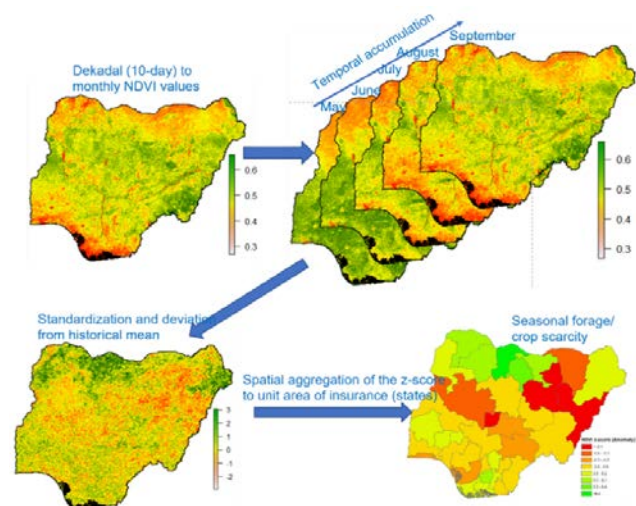 Dekadal (10-day) to
monthly NDVI values
Temporal accumulation
May
June
July
August
September
0.6
0.5
0.4
0.3
0.6
0.5
0.4
0.3
Standardization and deviation
from historical mean
3
2
1
0
-1
-2
Spatial aggregation of the z-score
to unit area of insurance (states)
Seasonal forage/
crop scarcity